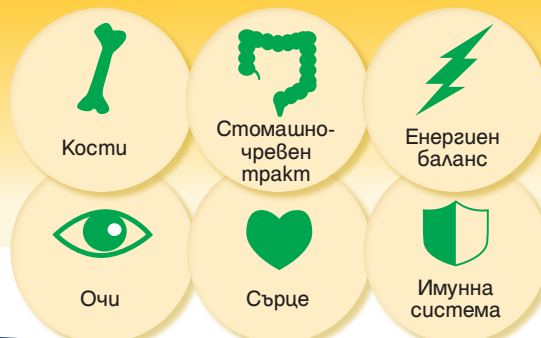 Кости
Стомашно-
чревен
тракт
Енергиен
баланс
Очи
Сърце
Имунна
система